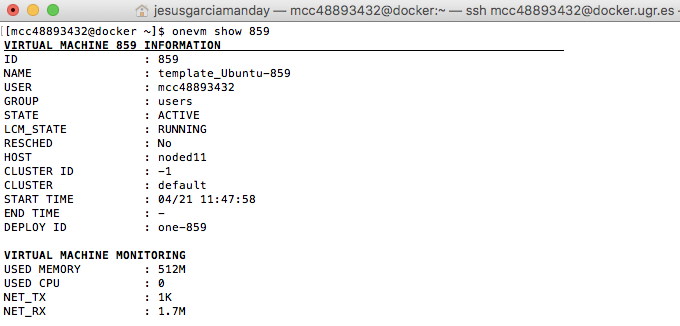 jesusgarciamanday — mcc48893432@docker:~ — ssh mcc48893432@docker.ugr.es —
[[mcc48893432@docker ~]$ onevm show 859
VIRTUAL MACHINE 859 INFORMATION
ID : 859
NAME : template_Ubuntu-859
USER : mcc48893432
GROUP : users
STATE : ACTIVE
LCM_STATE : RUNNING
RESCHED : No
HOST : noded11
CLUSTER ID : -1
CLUSTER : default
START TIME : 04/21 11:47:58
END TIME : -
DEPLOY ID : one-859
VIRTUAL MACHINE MONITORING
USED MEMORY : 512M
USED CPU : 0
NET_TX : 1K
NET_RX : 1.7M